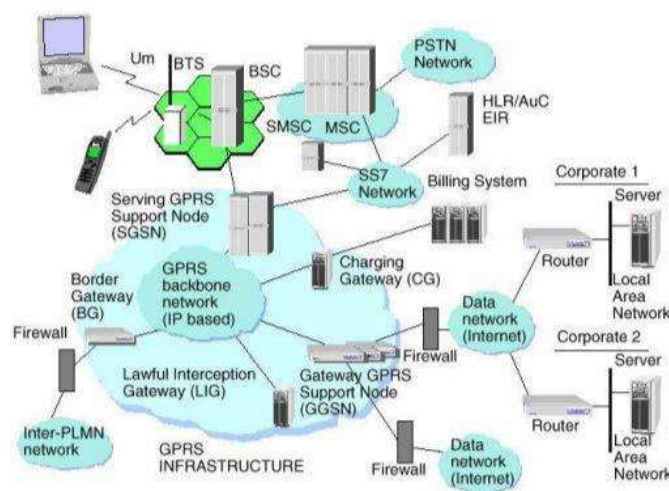 Um
BTS
BSC
PSTN
Network
SMSC
MSC
HLR/AuC
EIR
SS7
Network
Billing System
Serving GPRS
Support Node
(SGSN)
GPRS
backbone
network
(IP based)
Charging
Gateway (CG)
Border
Gateway
(BG)
Firewall
Lawful Interception
Gateway (LIG)
Gateway GPRS
Support Node
(GGSN)
Inter-PLMN
network
GPRS
INFRASTRUCTURE
Firewall
Data
network
(Internet)
Firewall
Data
network
(Internet)
Corporate 1
Server
Router
Local
Area
Network
Corporate 2
Server
Router
Local
Area
Network